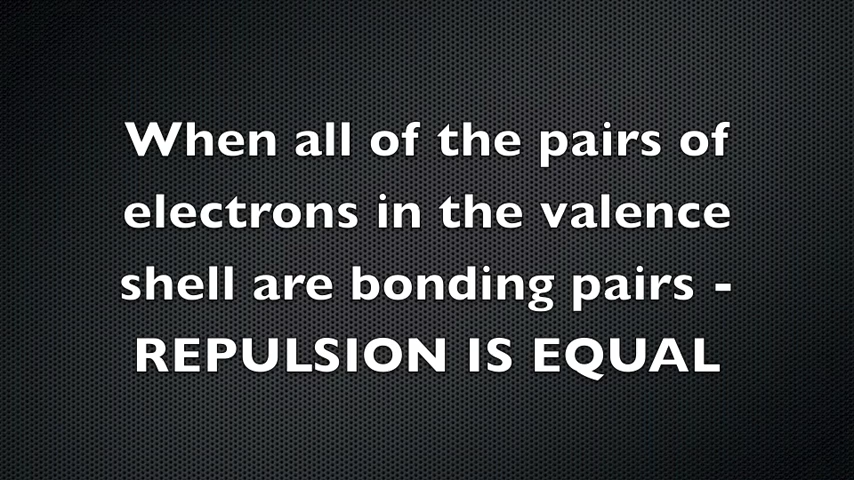 When all of the pairs of
electrons in the valence
shell are bonding pairs -
REPULSION IS EQUAL